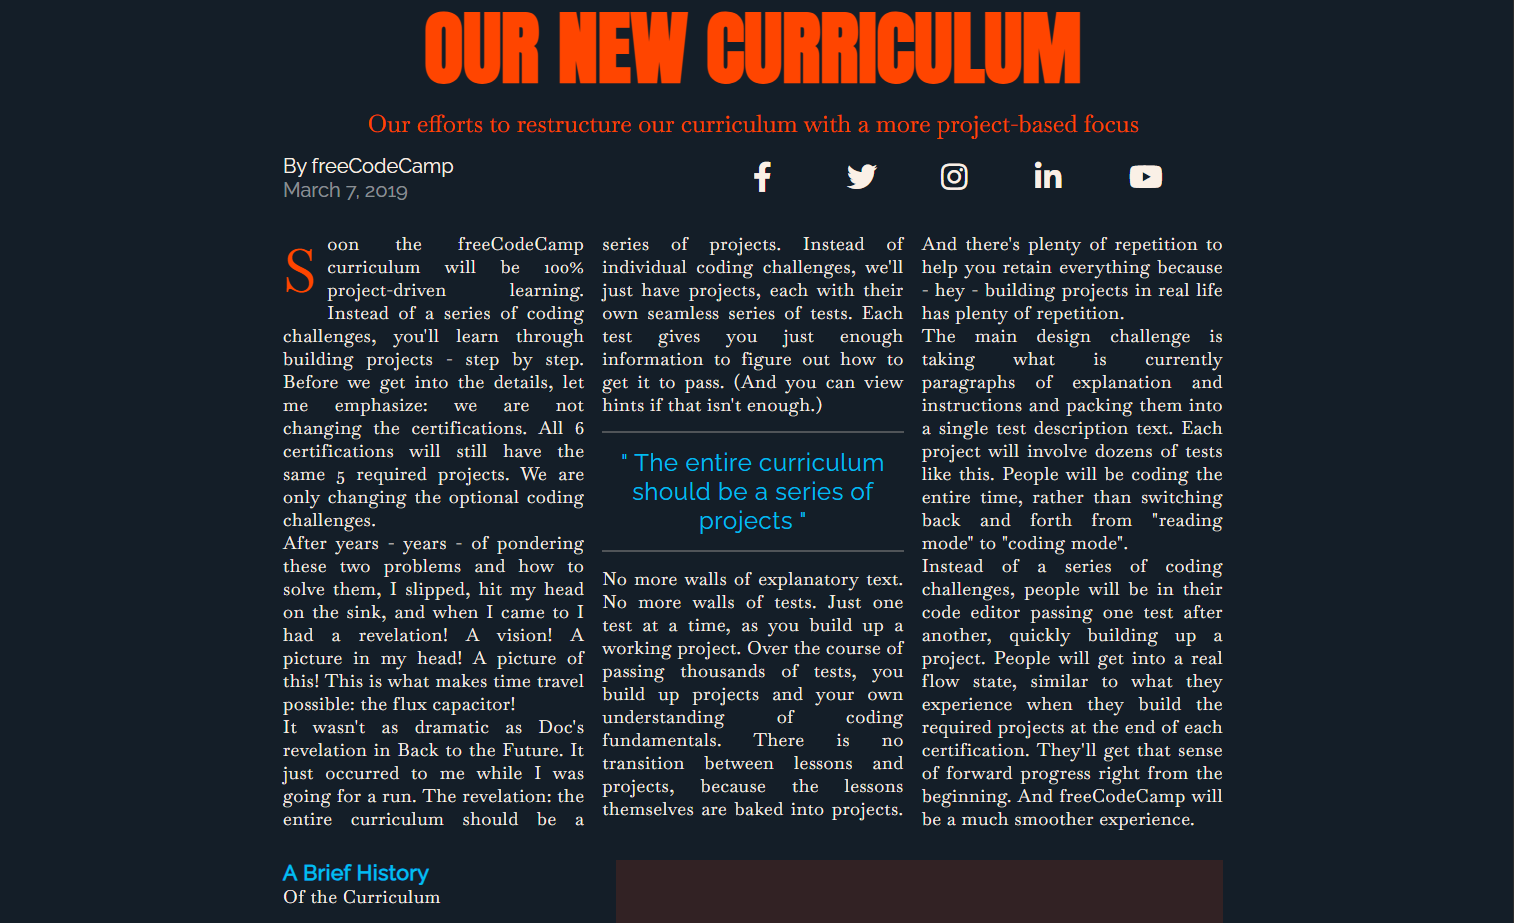 OUR NEW CURRICULUM
Our efforts to restructure our curriculum with a more project-based focus
By freeCodeCamp
March 7, 2019
Soon the freeCodeCamp
curriculum will be 100%
project-driven learning.
Instead of a series of coding
challenges, you'll learn through
building projects - step by step.
Before we get into the details, let
me emphasize: we are not
changing the certifications. All 6
certifications will still have the
same 5 required projects. We are
only changing the optional coding
challenges.
After years - years - of pondering
these two problems and how to
solve them, I slipped, hit my head
on the sink, and when I came to I
had a revelation! A vision! A
picture in my head! A picture of
this! This is what makes time travel
possible: the flux capacitor!
It wasn't as dramatic as Doc's
revelation in Back to the Future. It
just occurred to me while I was
going for a run. The revelation: the
entire curriculum should be a
series of projects. Instead of
individual coding challenges, we'll
just have projects, each with their
own seamless series of tests. Each
test gives you just enough
information to figure out how to
get it to pass. (And you can view
hints if that isn't enough.)
" The entire curriculum
should be a series of
projects "
No more walls of explanatory text.
No more walls of tests. Just one
test at a time, as you build up a
working project. Over the course of
passing thousands of tests, you
build up projects and your own
understanding of coding
fundamentals. There is no
transition between lessons and
projects, because the lessons
themselves are baked into projects.
And there's plenty of repetition to
help you retain everything because
- hey - building projects in real life
has plenty of repetition.
The main design challenge is
taking what is currently
paragraphs of explanation and
instructions and packing them into
a single test description text. Each
project will involve dozens of tests
like this. People will be coding the
entire time, rather than switching
back and forth from "reading
mode" to "coding mode".
Instead of a series of coding
challenges, people will be in their
code editor passing one test after
another, quickly building up a
project. People will get into a real
flow state, similar to what they
experience when they build the
required projects at the end of each
certification. They'll get that sense
of forward progress right from the
beginning. And freeCodeCamp will
be a much smoother experience.
A Brief History
Of the Curriculum